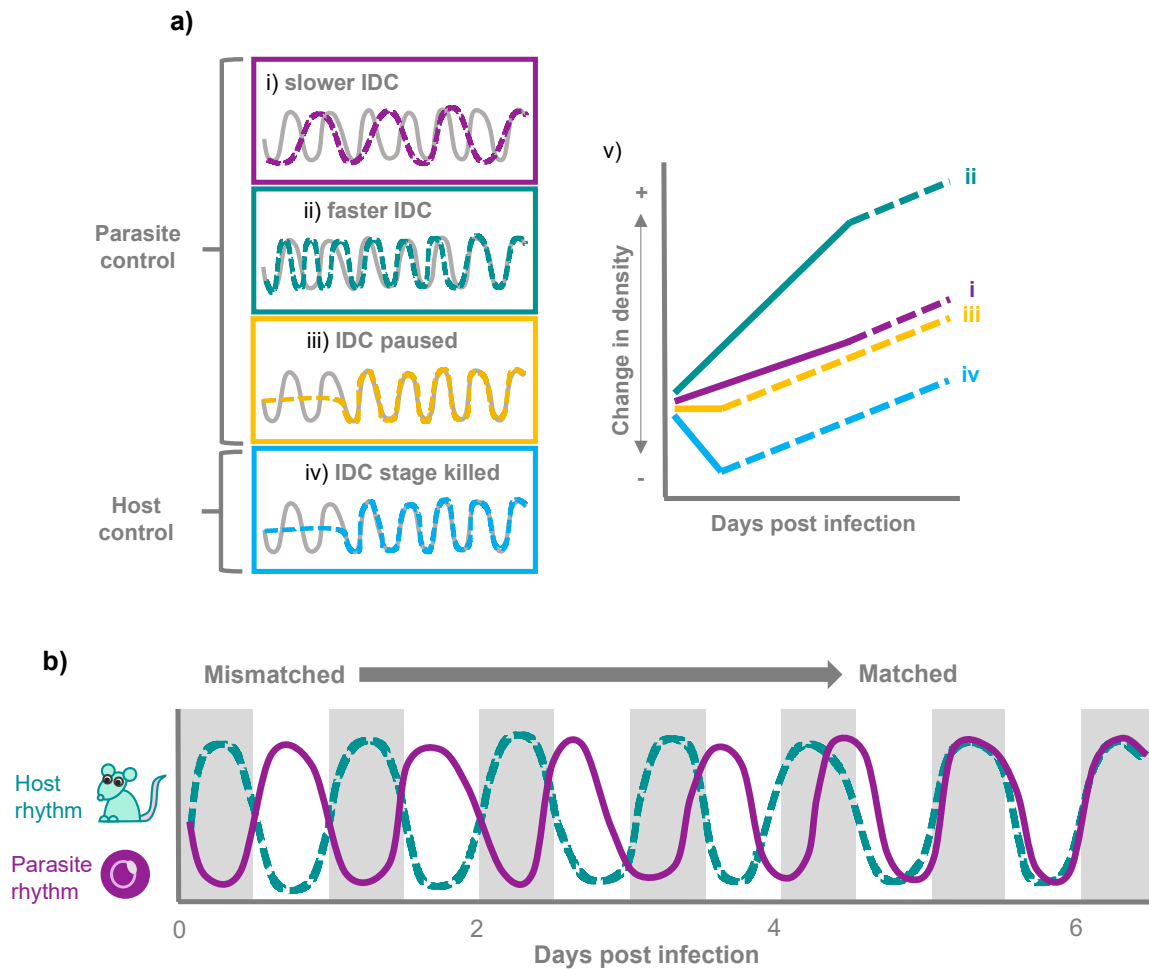 a)
i) slower IDC
ii) faster IDC
Parasite
control
iii) IDC paused
iv) IDC stage killed
Host
control
v)
+
Change in density
-
ii
i
iii
iv
Days post infection
b)
Mismatched
Matched
Host
rhythm
Parasite
rhythm
0
2
4
6
Days post infection